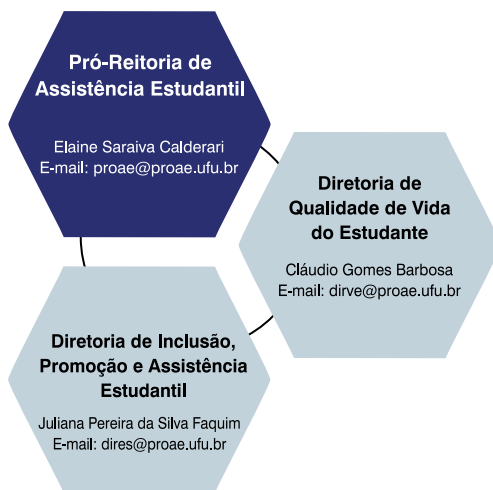 Pró-Reitoria de
Assistência Estudantil
Elaine Saraiva Calderari
E-mail: proae@proae.ufu.br
Diretoria de
Qualidade de Vida
do Estudante
Cláudio Gomes Barbosa
E-mail: dirve@proae.ufu.br
Diretoria de Inclusão,
Promoção e Assistência
Estudantil
Juliana Pereira da Silva Faquim
E-mail: dires@proae.ufu.br